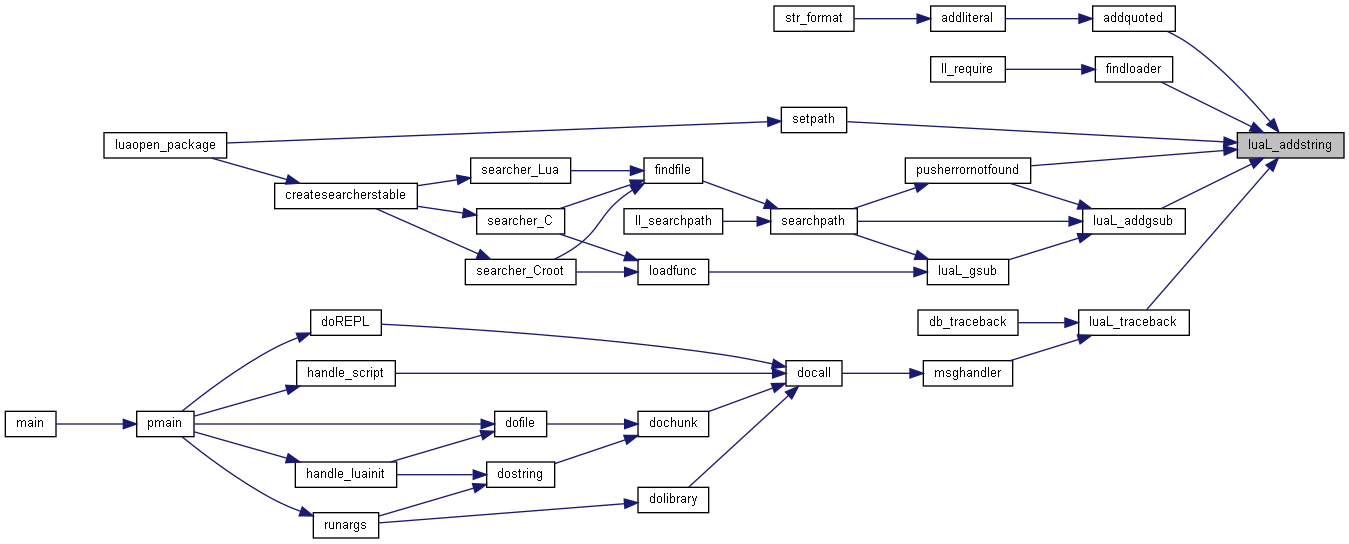 str_format
addliteral
addquoted
ll_require
findloader
setpath
luaopen_package
luaL_addstring
searcher_Lua
findfile
pusherrornotfound
createsearcherstable
searcher_C
ll_searchpath
searchpath
luaL_addgsub
searcher_Croot
loadfunc
luaL_gsub
doREPL
db_traceback
luaL_traceback
handle_script
docall
msghandler
main
pmain
dofile
dochunk
handle_luainit
dostring
dolibrary
runargs